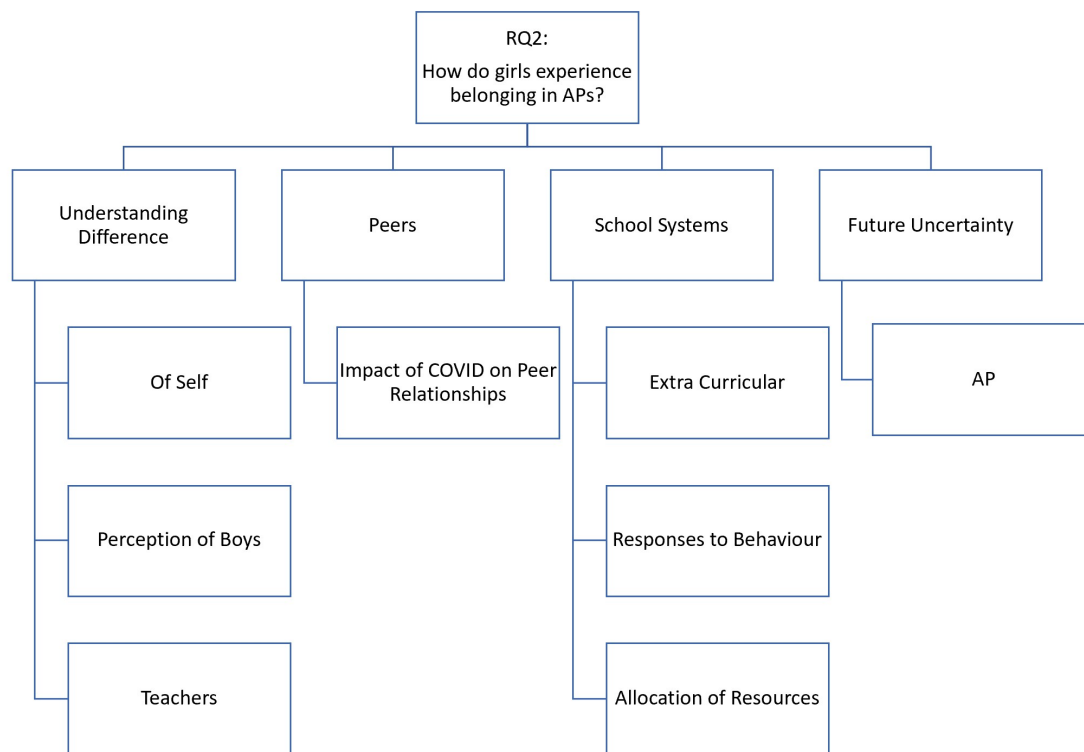 RQ2:
How do girls experience
belonging in APs?
Understanding
Difference
Peers
School Systems
Future Uncertainty
Of Self
Impact of COVID on Peer
Relationships
Extra Curricular
AP
Perception of Boys
Responses to Behaviour
Teachers
Allocation of Resources